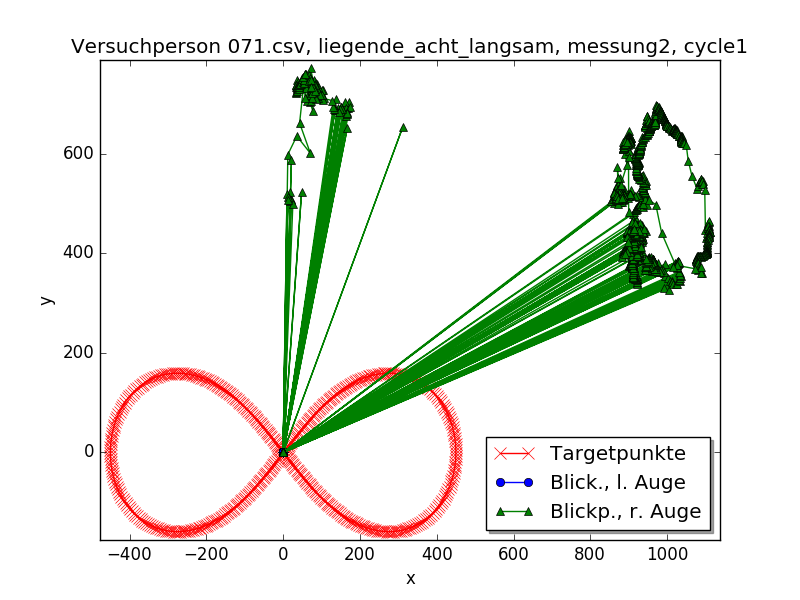 Versuchperson 071.csv, liegende_acht_langsam, messung2, cycle1
y
600
400
200
0
−400
−200
0
200
400
600
800
1000
x
Targetpunkte
Blick., l. Auge
Blickp., r. Auge